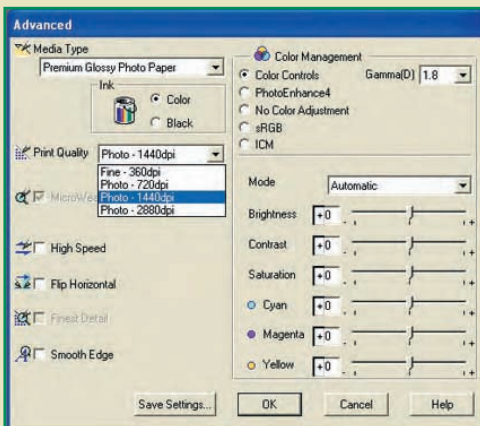 Advanced
Media Type
Premium Glossy Photo Paper
Ink
Color
Black
Print Quality
Photo - 1440dpi
Fine - 360dpi
Photo - 720dpi
Photo - 1440dpi
Photo - 2880dpi
High Speed
Flip Horizontal
Finest Detail
Smooth Edge
Color Management
Color Controls
Gamma(D)
1.8
PhotoEnhance4
No Color Adjustment
sRGB
ICM
Mode
Automatic
Brightness +0 - +
Contrast +0 - +
Saturation +0 - +
Cyan +0 - +
Magenta +0 - +
Yellow +0 - +
Save Settings...
OK
Cancel
Help